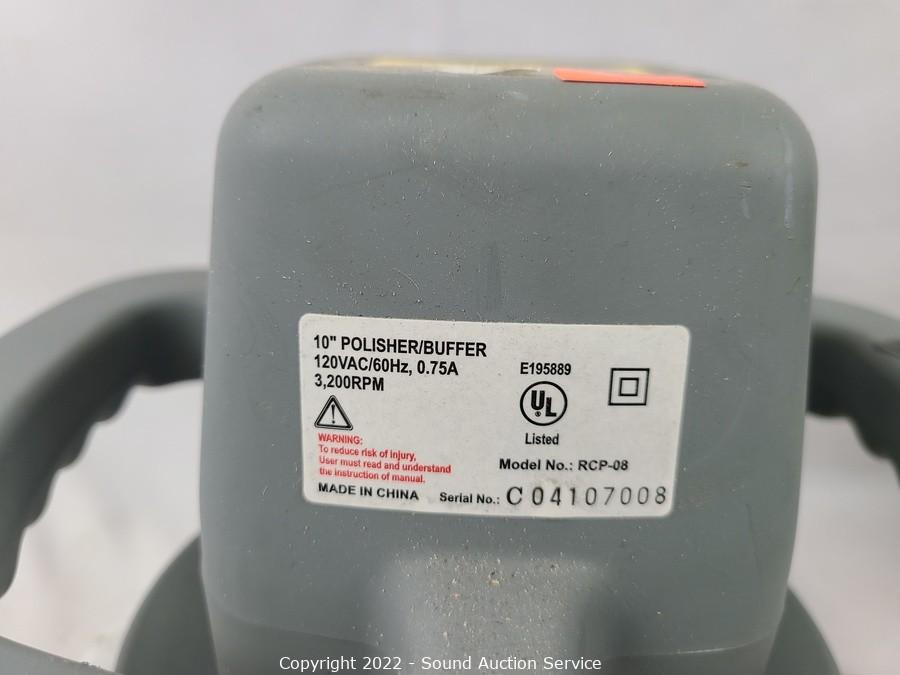 10" POLISHER/BUFFER
120VAC/60Hz, 0.75A
3,200RPM
E195889
UL
Listed
WARNING:
To reduce risk of injury,
User must read and understand
the instruction of manual.
Model No.: RCP-08
MADE IN CHINA
Serial No.: C04107008
Copyright 2022 - Sound Auction Service